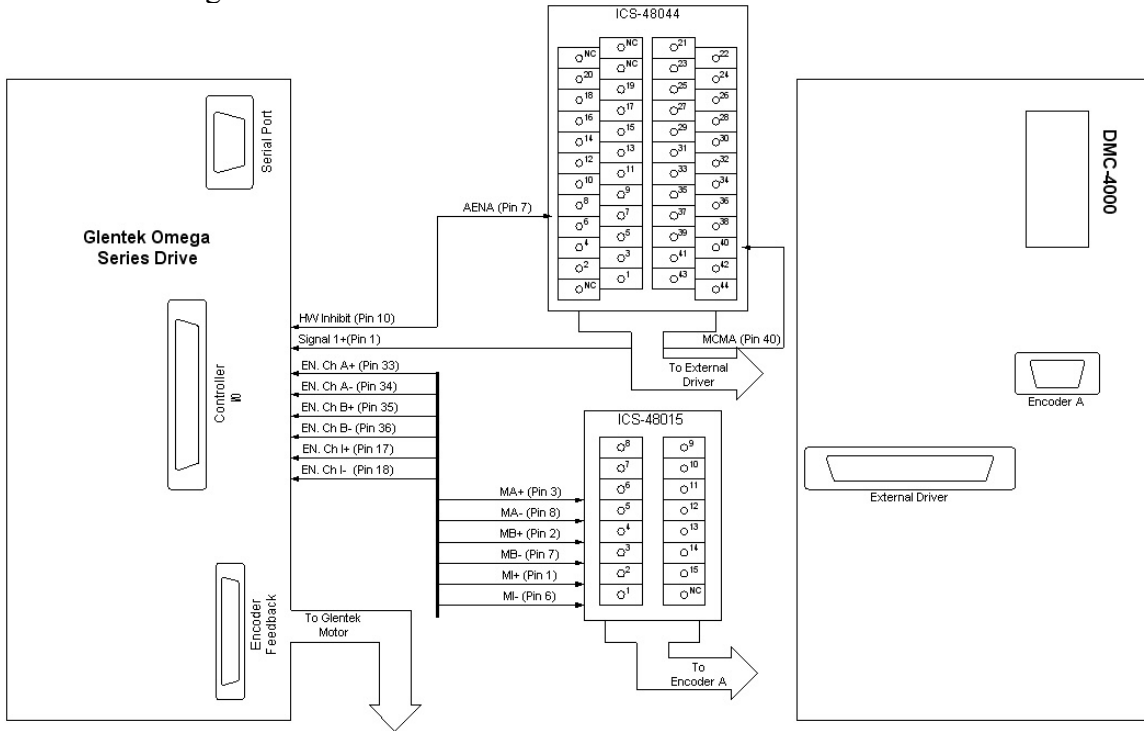 ICS-48044
NC
20
18
16
14
12
10
8
6
4
2
NC
NC
NC
19
17
15
13
11
9
7
5
3
1
21
23
25
27
29
31
33
35
37
39
41
43
22
24
26
28
30
32
34
36
38
40
42
44
Serial Port
Glentek Omega
Series Drive
Controller
I/O
Encoder
Feedback
AENA (Pin 7)
HW Inhibit (Pin 10)
Signal 1+(Pin 1)
EN. Ch A+ (Pin 33)
EN. Ch A- (Pin 34)
EN. Ch B+ (Pin 35)
EN. Ch B- (Pin 36)
EN. Ch I+ (Pin 17)
EN. Ch I- (Pin 18)
MCMA (Pin 40)
To External
Driver
ICS-48015
8
7
6
5
4
3
2
1
9
10
11
12
13
14
15
NC
MA+ (Pin 3)
MA- (Pin 8)
MB+ (Pin 2)
MB- (Pin 7)
MI+ (Pin 1)
MI- (Pin 6)
To Glentek
Motor
To
Encoder A
DMC-4000
Encoder A
External Driver